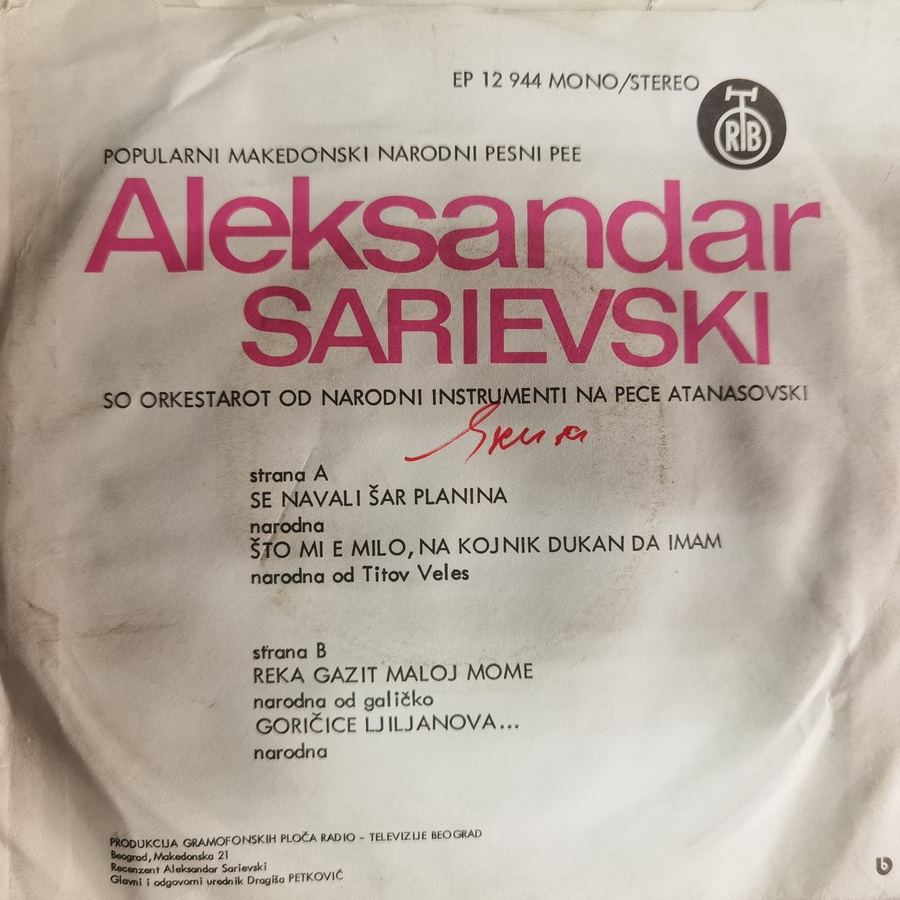 EP 12 944 MONO/STEREO
RTB
POPULARNI MAKEDONSKI NARODNI PESNI PEE
Aleksandar
SARIEVSKI
SO ORKESTAROT OD NARODNI INSTRUMENTI NA PECE ATANASOVSKI
strana A
SE NAVALI ŠAR PLANINA
narodna
ŠTO MI E MILO, NA KOJNIK DUKAN DA IMAM
narodna od Titov Veles
strana B
REKA GAZIT MALOJ MOME
narodna od galičko
GORIČICE LJILJANOVA...
narodna
PRODUKCIJA GRAMOFONSKIH PLOČA RADIO – TELEVIZIJE BEOGRAD
Beograd, Makedonska 21
Recenzent Aleksandar Sarievski
Glavni i odgovorni urednik Dragiša PETKOVIĆ
b